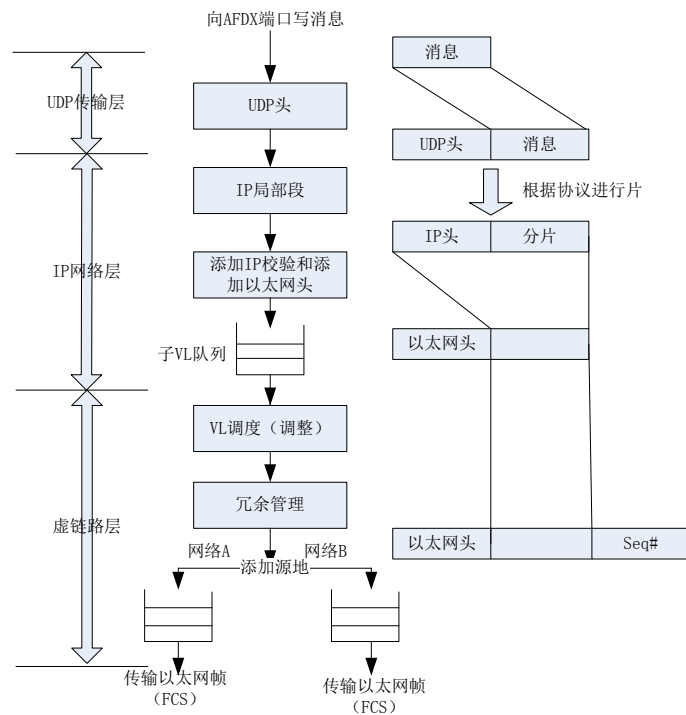 向AFDX端口写消息
消息
UDP传输层
UDP头
UDP头
消息
根据协议进行片
IP局部段
IP头
分片
IP网络层
添加IP校验和添
加以太网头
子VL队列
以太网头
VL调度（调整）
虚链路层
冗余管理
以太网头
Seq#
网络A
网络B
添加源地
传输以太网帧
（FCS）
传输以太网帧
（FCS）